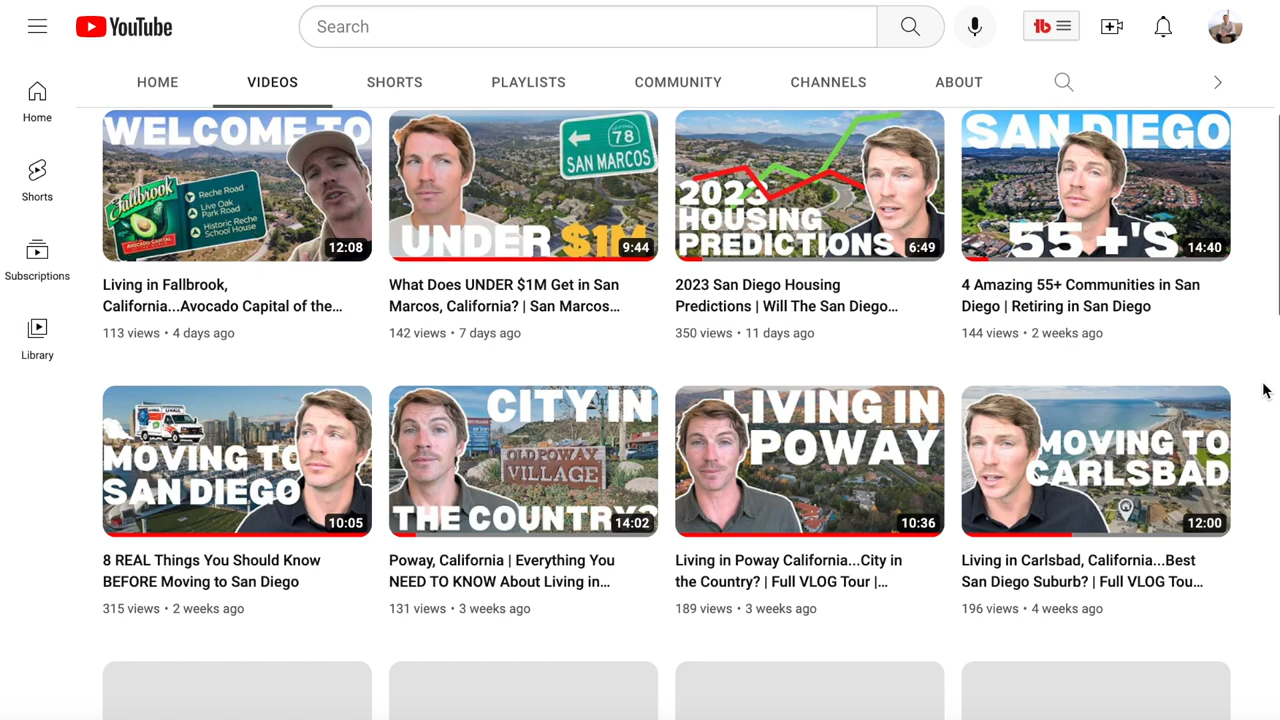 YouTube
Search
HOME
VIDEOS
SHORTS
PLAYLISTS
COMMUNITY
CHANNELS
ABOUT
Home
Shorts
Subscriptions
Library
WELCOME TO
Fallbrook
AVOCADO CAPITAL
Reche Road
Live Oak
Park Road
Historic Reche
School House
12:08
78
SAN MARCOS
UNDER $1M
9:44
2023
HOUSING
PREDICTIONS
6:49
SAN DIEGO
55+'S
14:40
Living in Fallbrook,
California...Avocado Capital of the...
113 views • 4 days ago
What Does UNDER $1M Get in San
Marcos, California? | San Marcos...
142 views • 7 days ago
2023 San Diego Housing
Predictions | Will The San Diego...
350 views • 11 days ago
4 Amazing 55+ Communities in San
Diego | Retiring in San Diego
144 views • 2 weeks ago
MOVING TO
SAN DIEGO
10:05
CITY IN
OLD POWAY
VILLAGE
THE COUNTRY?
14:02
LIVING IN
POWAY
10:36
MOVING TO
CARLSBAD
12:00
8 REAL Things You Should Know
BEFORE Moving to San Diego
315 views • 2 weeks ago
Poway, California | Everything You
NEED TO KNOW About Living in...
131 views • 3 weeks ago
Living in Poway California...City in
the Country? | Full VLOG Tour |...
189 views • 3 weeks ago
Living in Carlsbad, California...Best
San Diego Suburb? | Full VLOG Tou...
196 views • 4 weeks ago